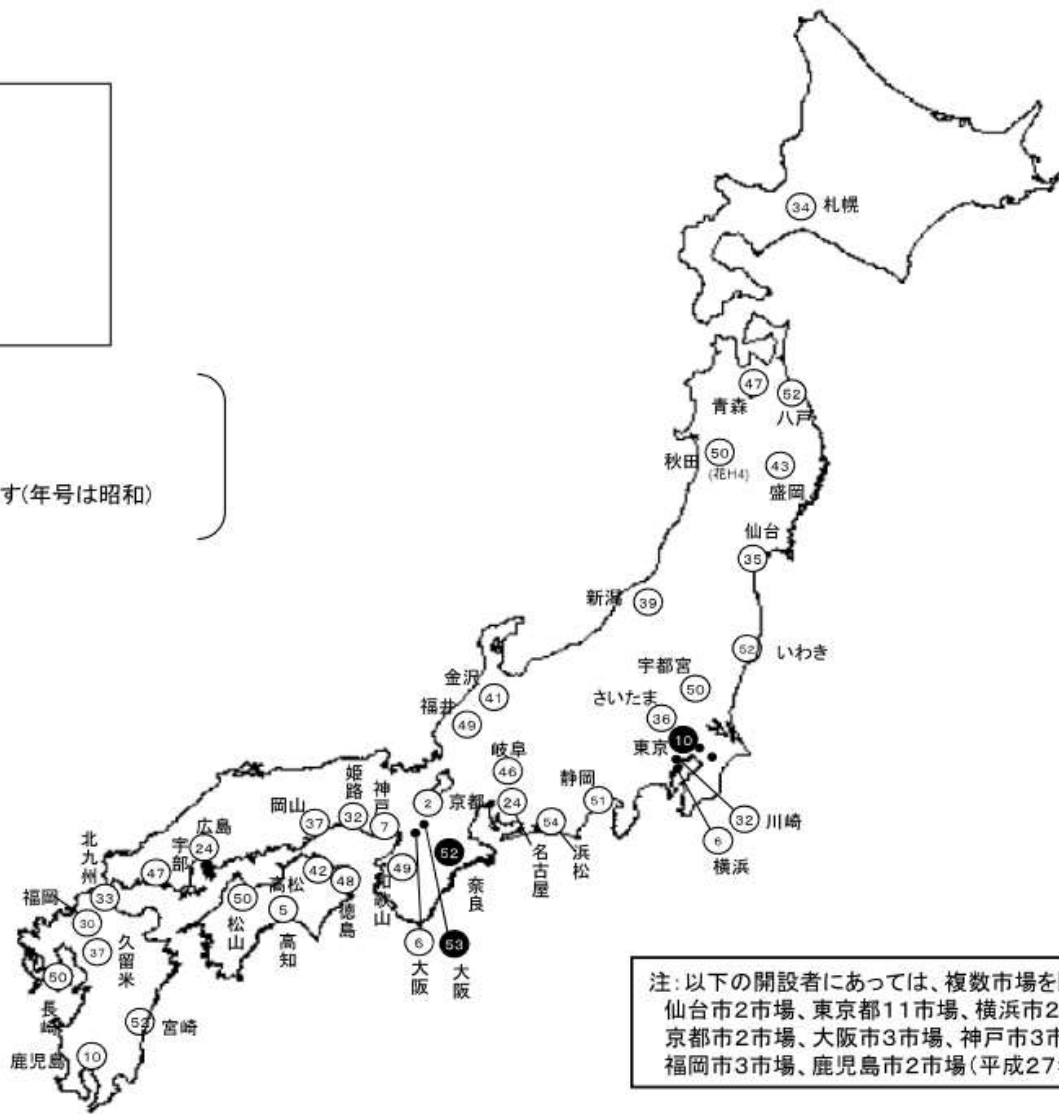 34 札幌
47
青森
52
八戸
秋田 50
(花H4)
43
盛岡
す(年号は昭和)
仙台
35
新潟 39
52 いわき
宇都宮
50
金沢
41
さいたま
36
福井
49
東京 10
岐阜
46
静岡
51
姫路
32
神戸
7
2
京都
24
名古屋
54
浜松
32 川崎
6
横浜
岡山
37
広島
24
宇部
47
北九州
33
福岡
30
52
奈良
49
和歌山
高松 42
48
徳島
50
松山
5
高知
37
久留米
6
大阪
53
大阪
50
長崎
52 宮崎
鹿児島 10
注:以下の開設者にあっては、複数市場を
仙台市2市場、東京都11市場、横浜市2
京都市2市場、大阪市3市場、神戸市3
福岡市3市場、鹿児島市2市場(平成27